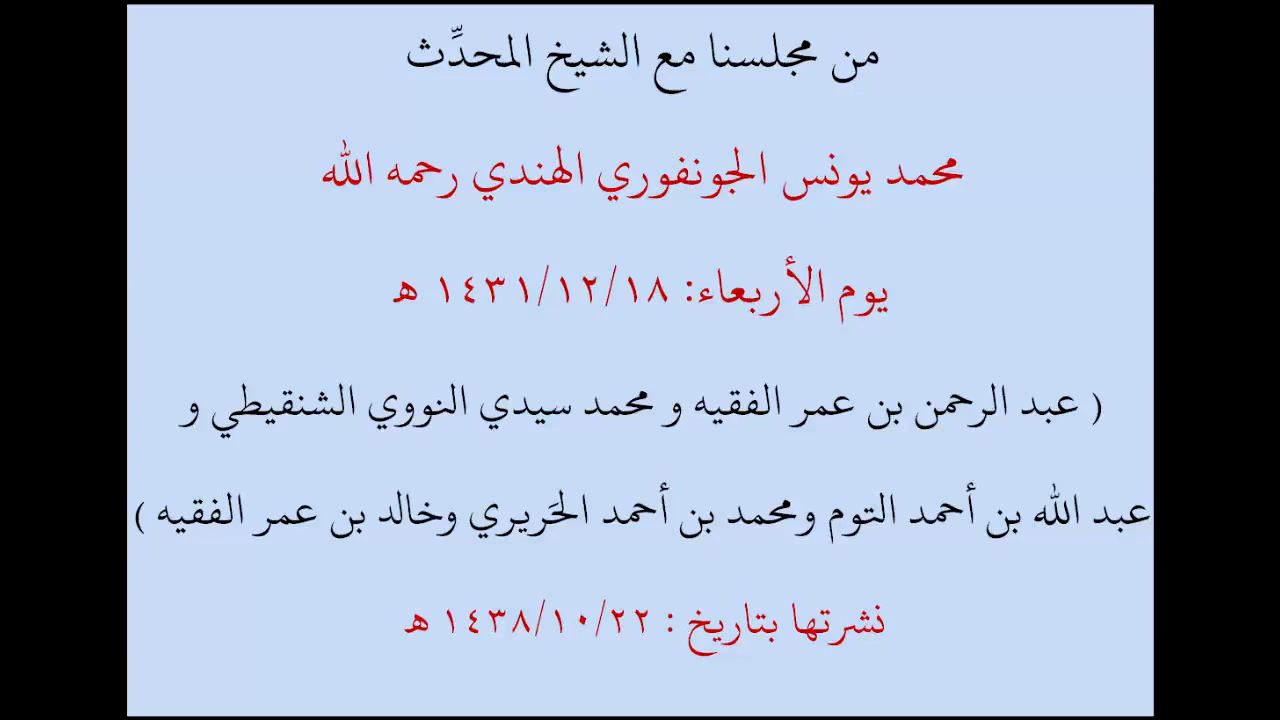 من مجلسنا مع الشيخ المحدِّث
محمد يونس الجونفوري الهندي رحمه الله
يوم الأربعاء: ١٤٣١/١٢/١٨ هـ
( عبد الرحمن بن عمر الفقيه و محمد سيدي النووي الشنقيطي و
عبد الله بن أحمد التوم ومحمد بن أحمد الحَريري وخالد بن عمر الفقيه )
نشرتها بتاريخ : ١٤٣٨/١٠/٢٢ هـ